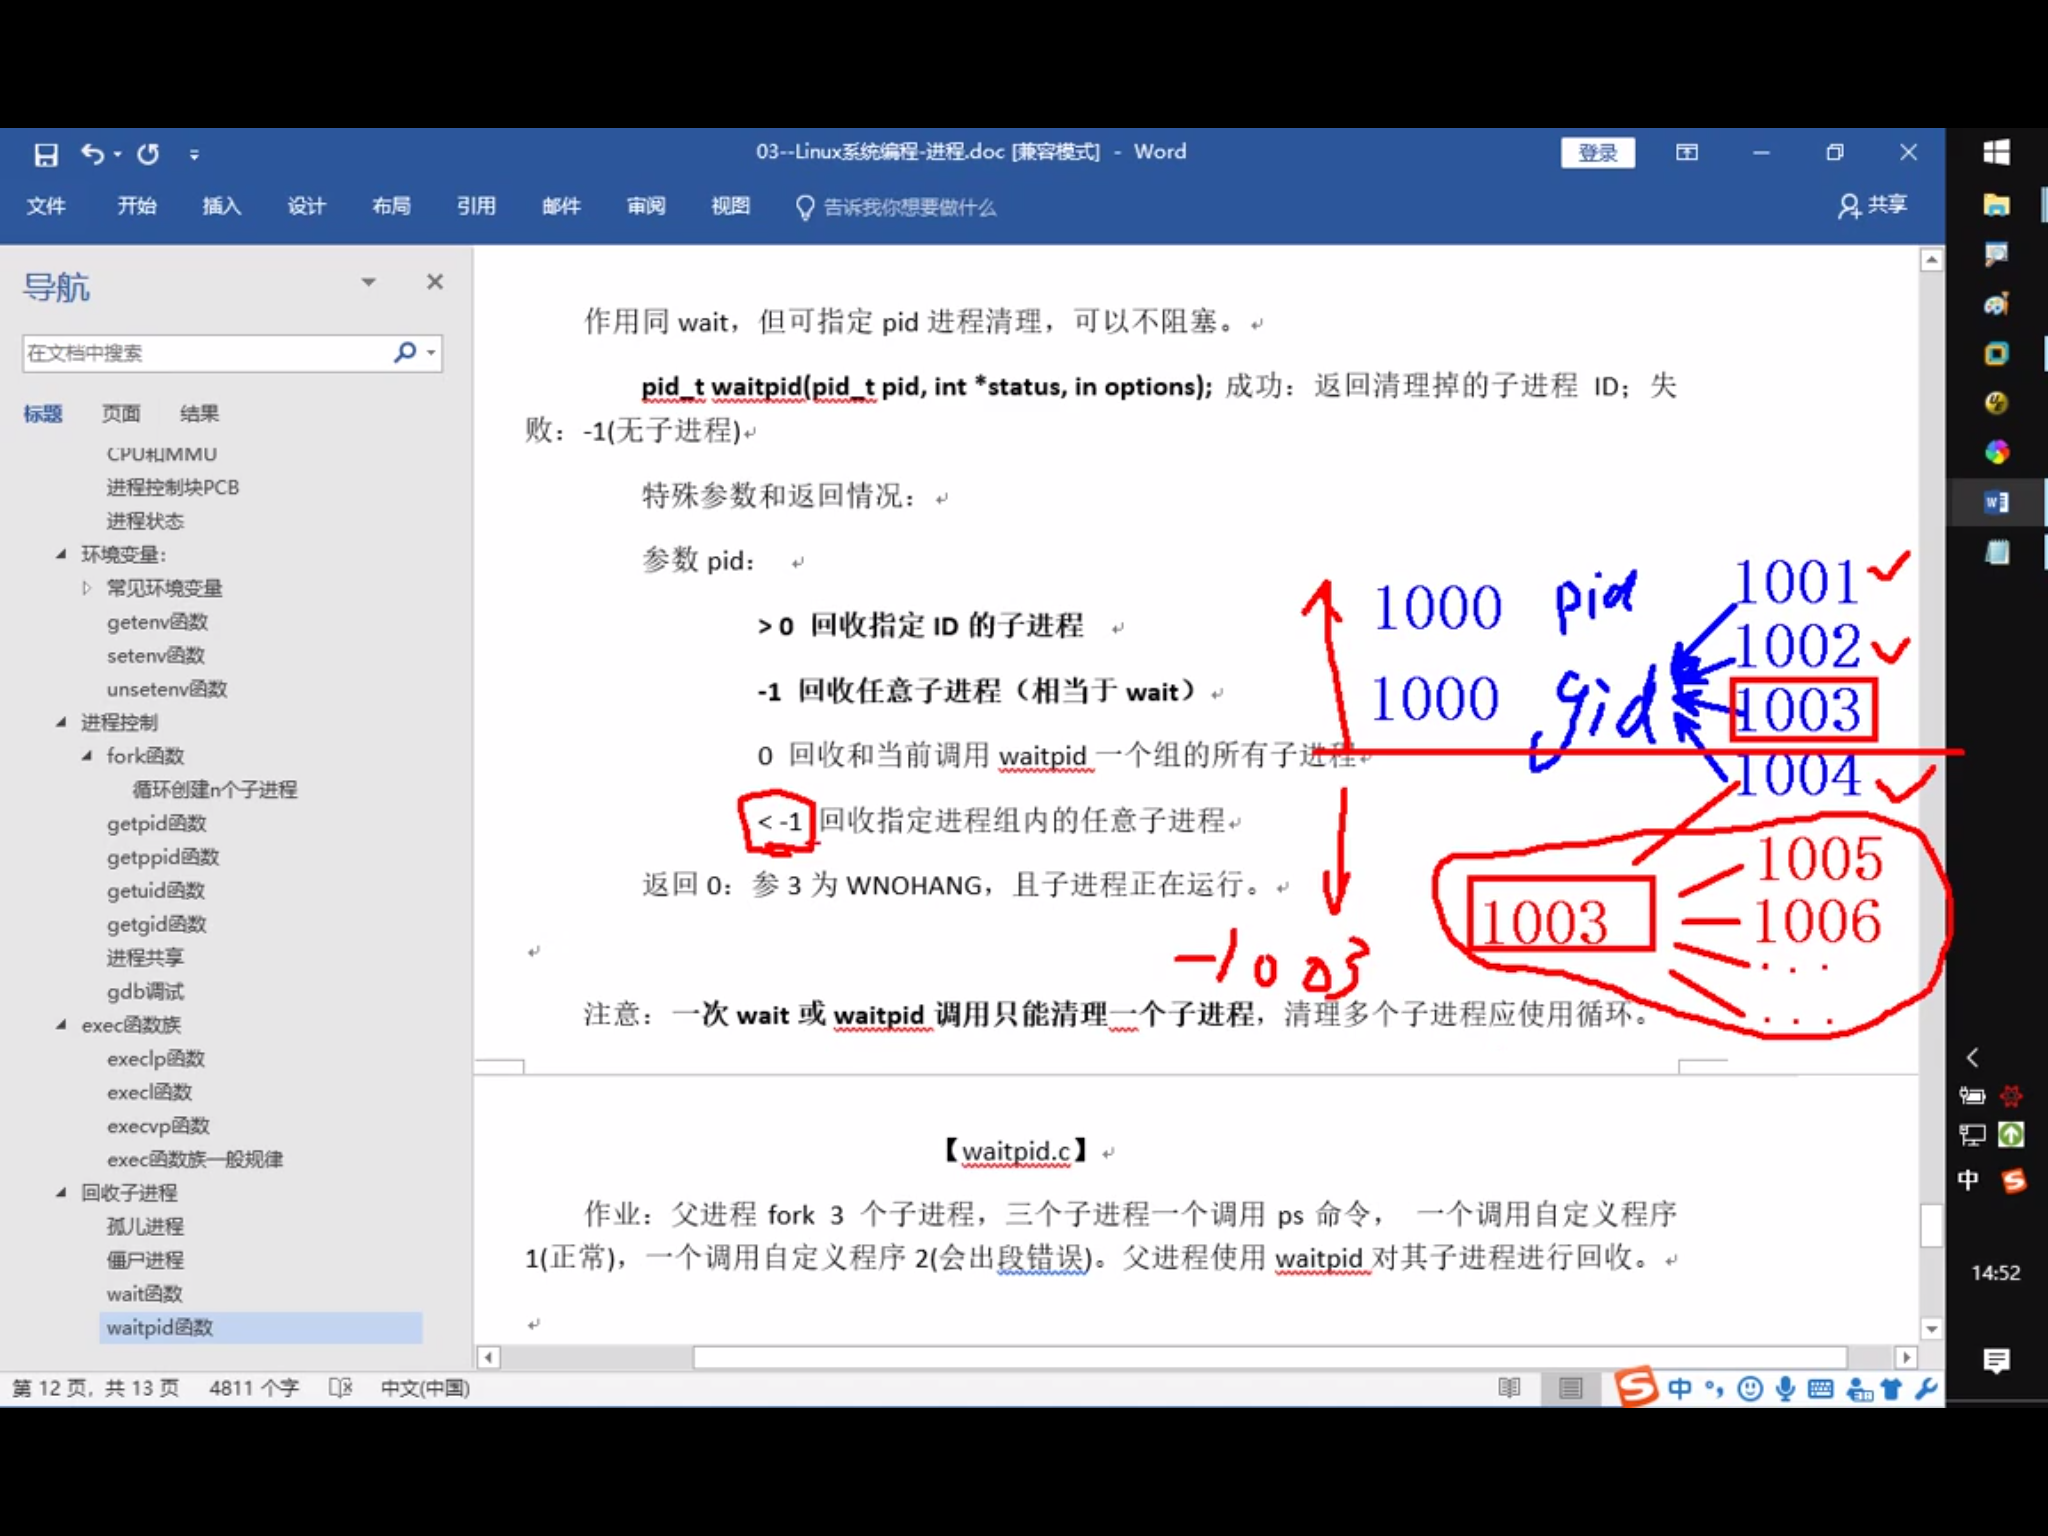 03--Linux系统编程-进程.doc [兼容模式] - Word
登录
文件 开始 插入 设计 布局 引用 邮件 审阅 视图 告诉我你想要做什么
共享
导航
在文档中搜索
标题 页面 结果
CPU和MMU
进程控制块PCB
进程状态
环境变量:
常见环境变量
getenv函数
setenv函数
unsetenv函数
进程控制
fork函数
循环创建n个子进程
getpid函数
getppid函数
getuid函数
getgid函数
进程共享
gdb调试
exec函数族
execlp函数
execl函数
execvp函数
exec函数族一般规律
回收子进程
孤儿进程
僵尸进程
wait函数
waitpid函数
作用同 wait，但可指定 pid 进程清理，可以不阻塞。
pid_t waitpid(pid_t pid, int *status, in options); 成功：返回清理掉的子进程 ID；失
败：-1(无子进程)
特殊参数和返回情况：
参数 pid：
> 0 回收指定 ID 的子进程
-1 回收任意子进程（相当于 wait）
0 回收和当前调用 waitpid 一个组的所有子进程
< -1 回收指定进程组内的任意子进程
返回 0：参 3 为 WNOHANG，且子进程正在运行。
注意：一次 wait 或 waitpid 调用只能清理一个子进程，清理多个子进程应使用循环。
1000 pid
1000 gid
1001
1002
1003
1004
1003
1005
1006
...
...
-1003
【waitpid.c】
作业：父进程 fork 3 个子进程，三个子进程一个调用 ps 命令， 一个调用自定义程序
1(正常)，一个调用自定义程序 2(会出段错误)。父进程使用 waitpid 对其子进程进行回收。
第 12 页，共 13 页 4811 个字 中文(中国)
中
中
14:52